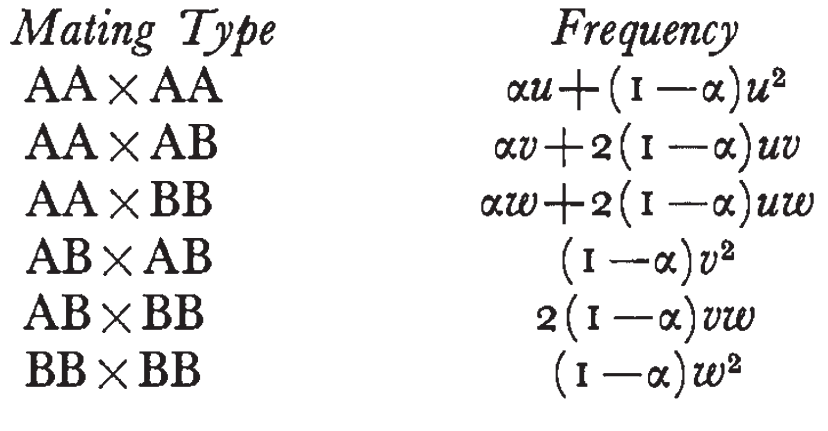 Mating Type Frequency
AA × AA αu+(1−α)u²
AA × AB αv+2(1−α)uv
AA × BB αw+2(1−α)uw
AB × AB (1−α)v²
AB × BB 2(1−α)vw
BB × BB (1−α)w²